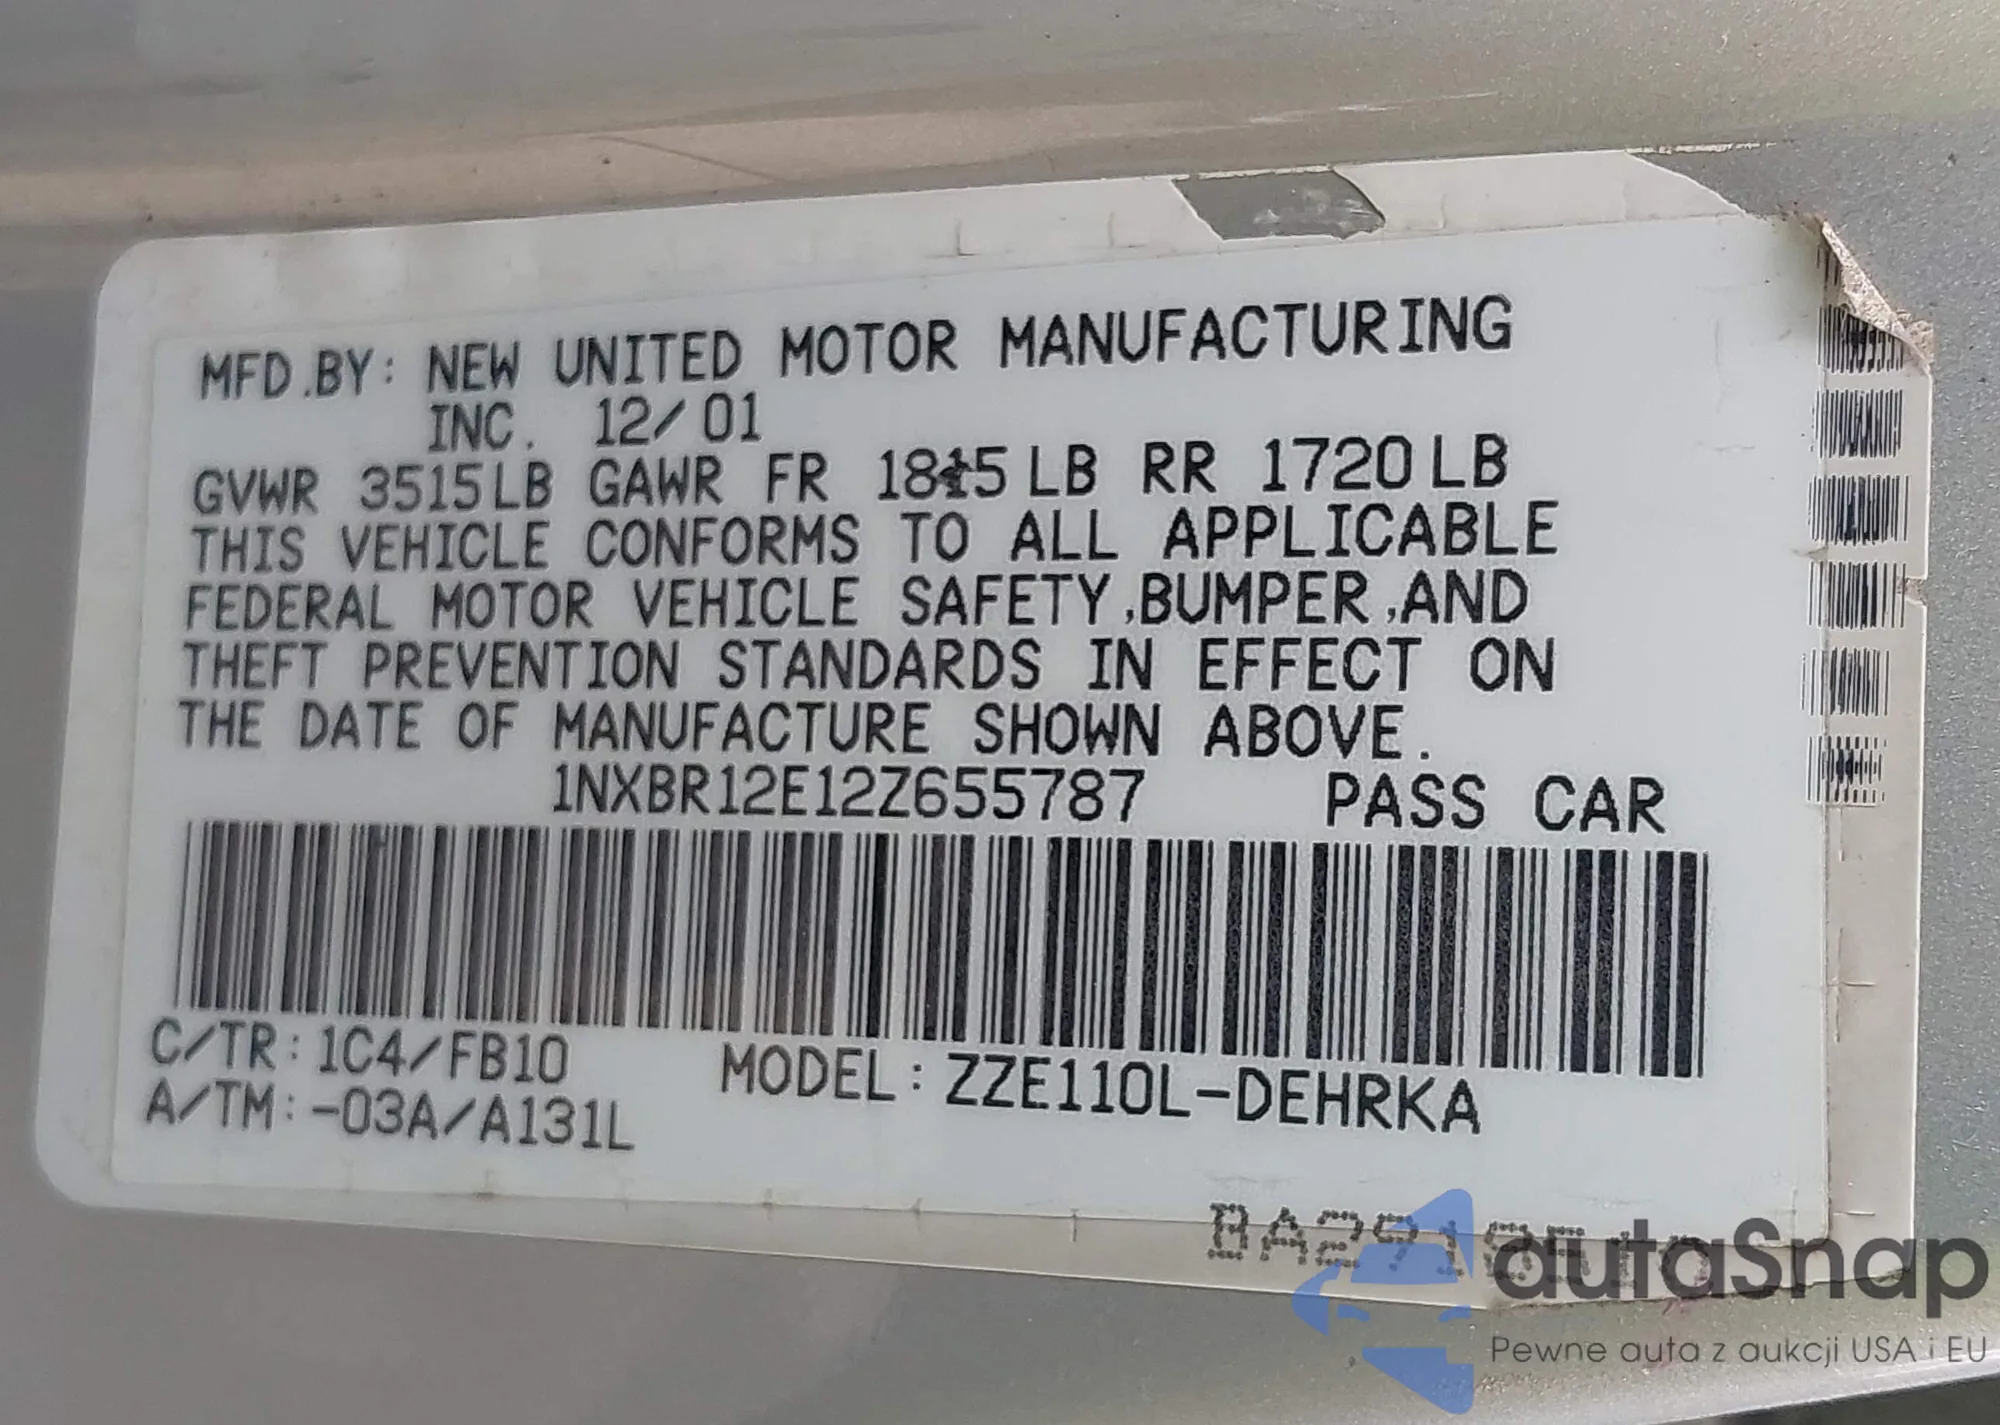 MFD.BY: NEW UNITED MOTOR MANUFACTURING
INC. 12/01
GVWR 3515LB GAWR FR 1815LB RR 1720LB
THIS VEHICLE CONFORMS TO ALL APPLICABLE
FEDERAL MOTOR VEHICLE SAFETY,BUMPER,AND
THEFT PREVENTION STANDARDS IN EFFECT ON
THE DATE OF MANUFACTURE SHOWN ABOVE.
1NXBR12E12Z655787 PASS CAR
C/TR: 1C4/FB10 MODEL: ZZE110L-DEHRKA
A/TM: -03A/A131L
autaSnap
Pewne auta z aukcji USA i EU